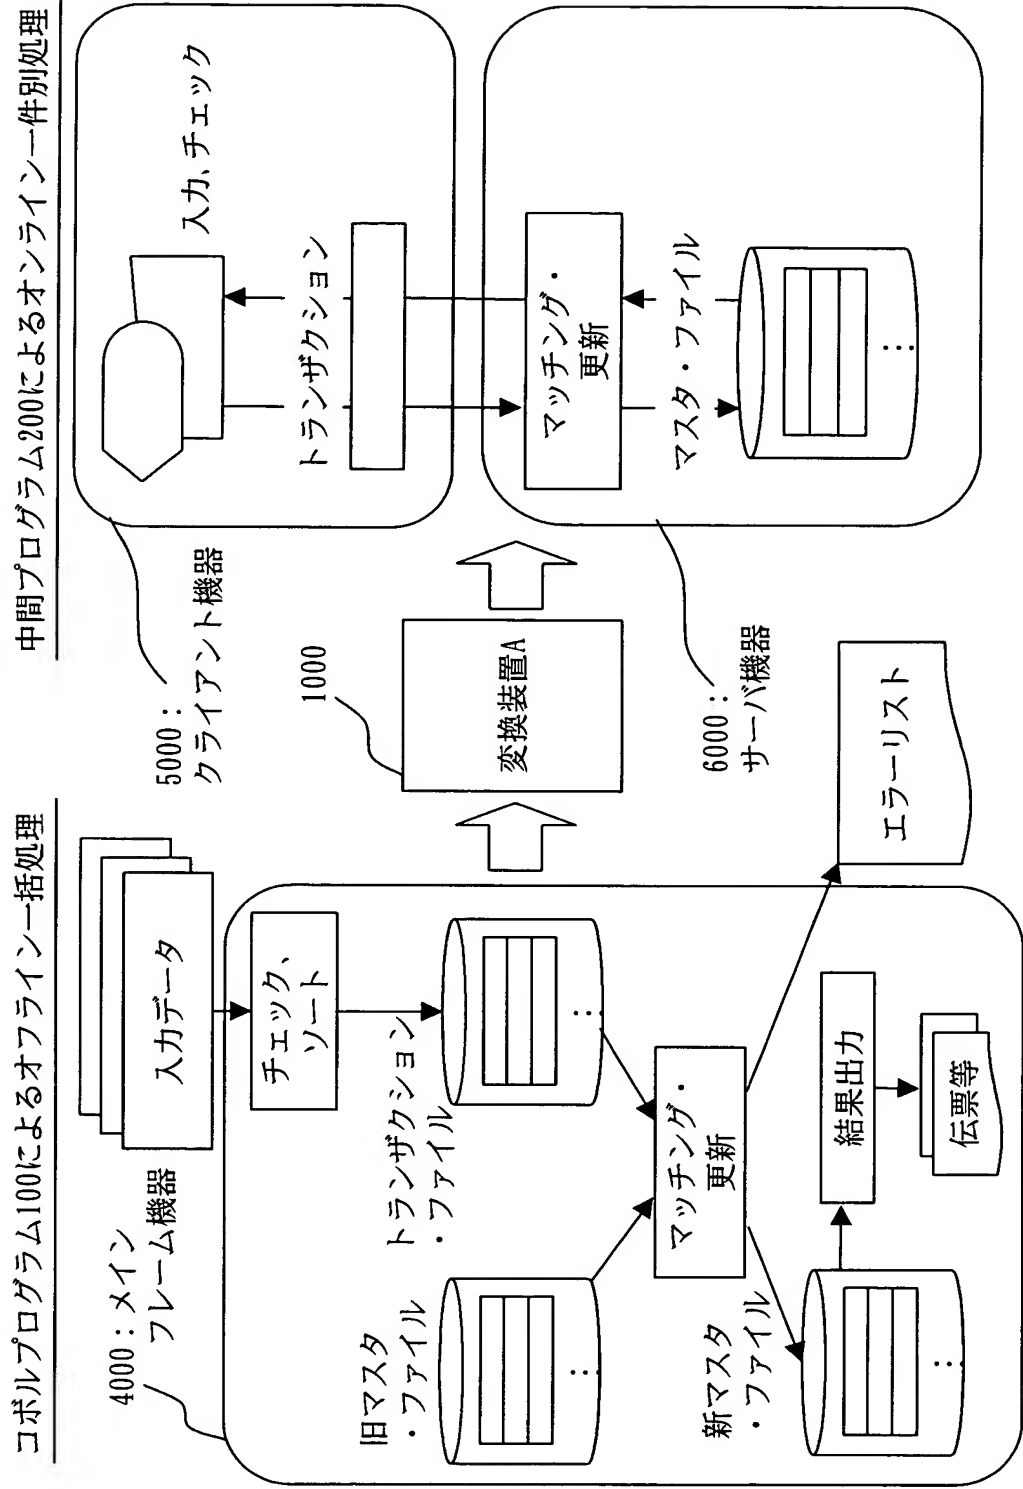 コボルプログラム100によるオフライン一括処理
4000：メイン
フレーム機器
入力データ
チェック、
ソート
トランザクション
・ファイル
旧マスタ
・ファイル
マッチング・
更新
新マスタ
・ファイル
結果出力
伝票等
エラーリスト
1000
変換装置A
中間プログラム200によるオンライン一件別処理
5000：
クライアント機器
入力、チェック
トランザクション
マッチング・
更新
マスタ・ファイル
6000：
サーバ機器